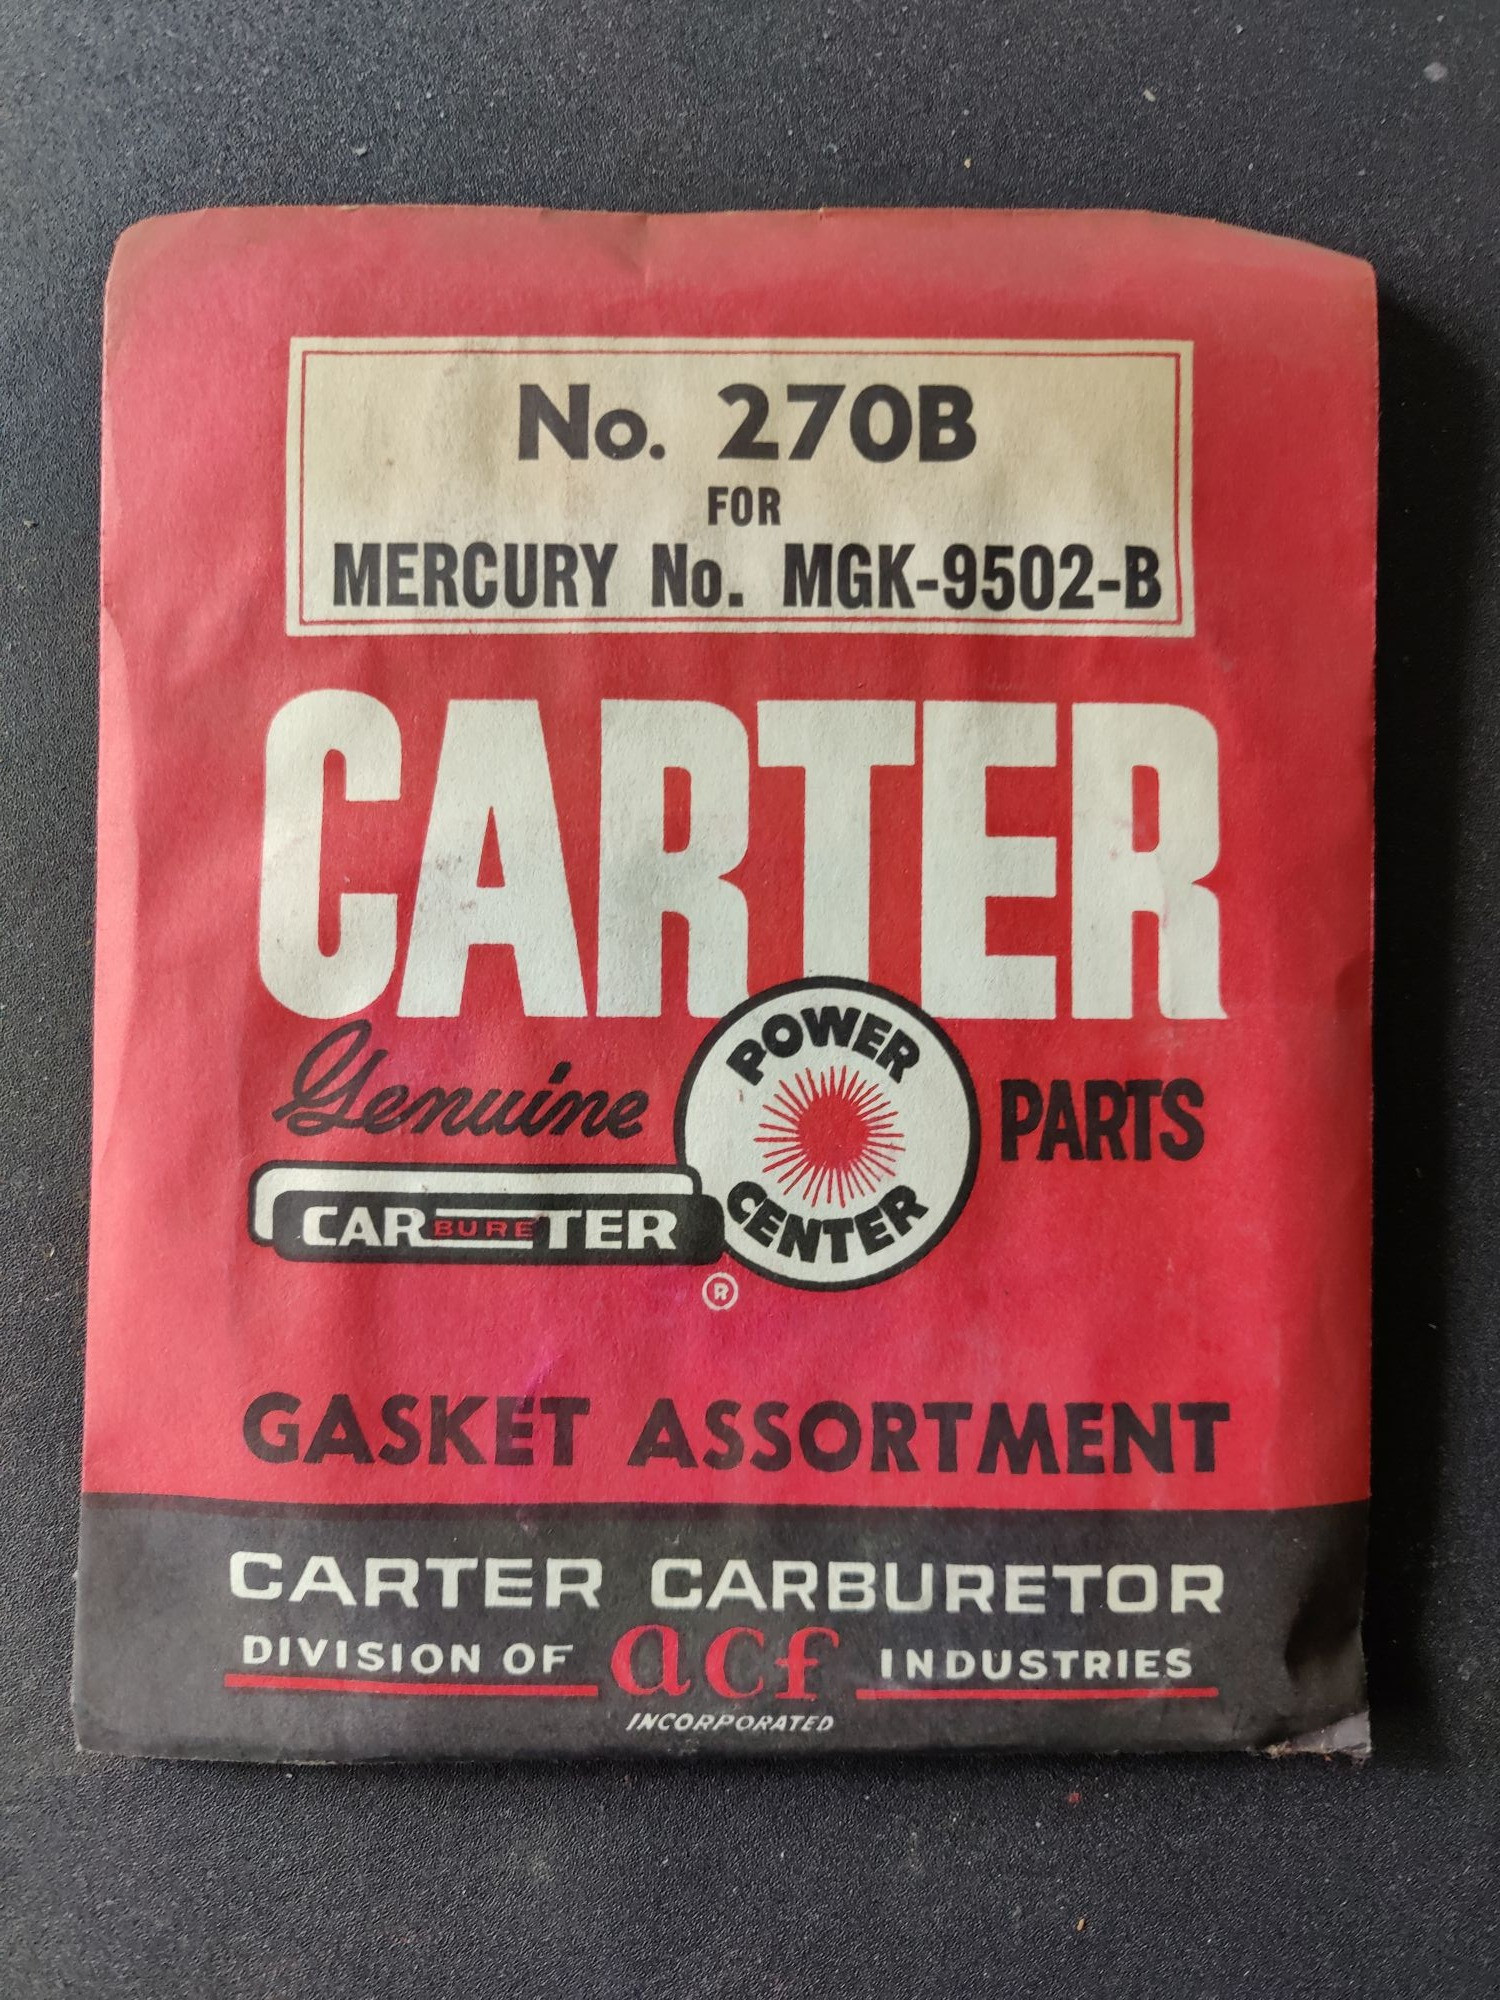 No. 270B
FOR
MERCURY No. MGK-9502-B
CARTER
Genuine POWER CENTER PARTS
CARBURETER
®
GASKET ASSORTMENT
CARTER CARBURETOR
DIVISION OF acf INDUSTRIES
INCORPORATED